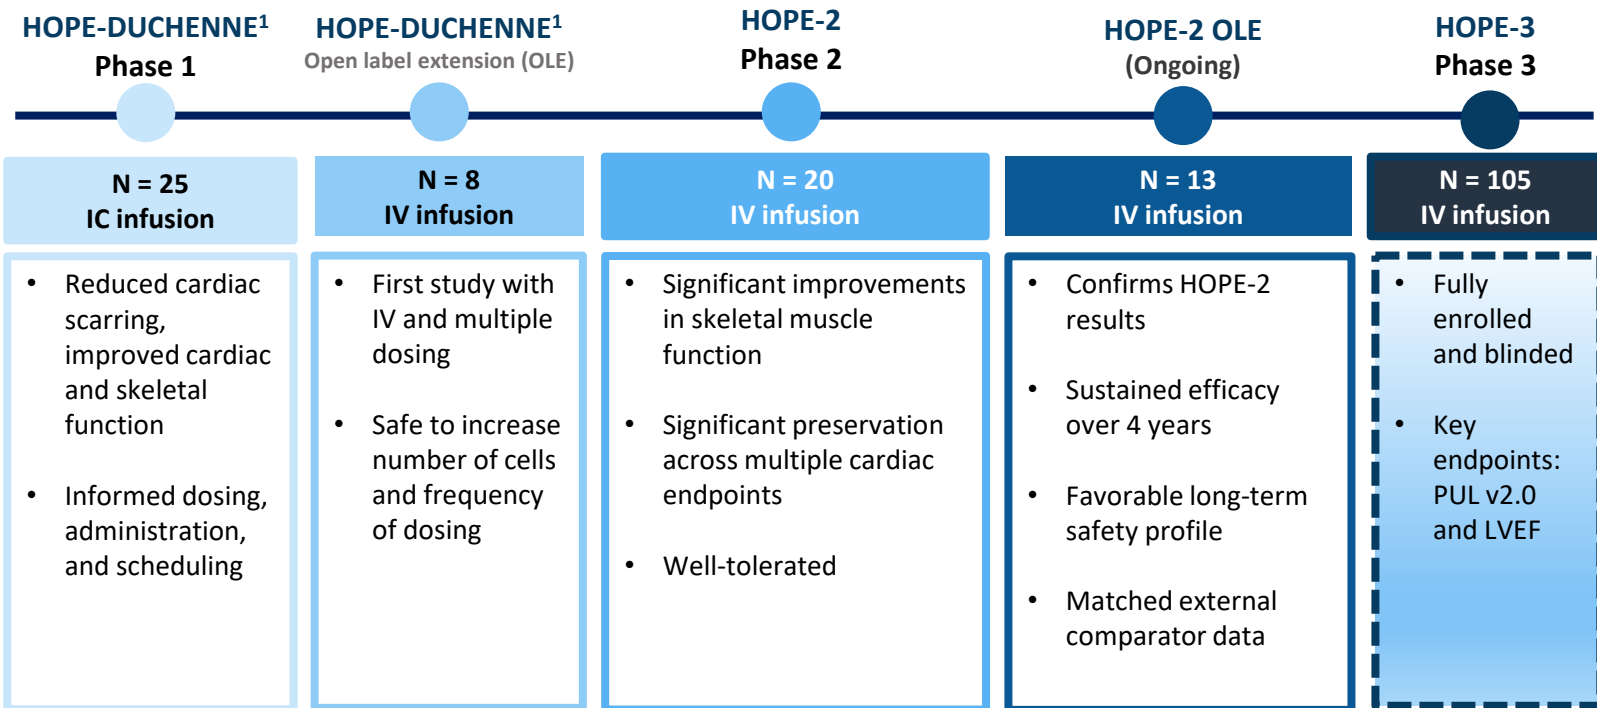 HOPE-DUCHENNE¹
Phase 1
HOPE-DUCHENNE¹
Open label extension (OLE)
HOPE-2
Phase 2
HOPE-2 OLE
(Ongoing)
HOPE-3
Phase 3
N = 25
IC infusion
N = 8
IV infusion
N = 20
IV infusion
N = 13
IV infusion
N = 105
IV infusion
• Reduced cardiac
scarring,
improved cardiac
and skeletal
function
• Informed dosing,
administration,
and scheduling
• First study with
IV and multiple
dosing
• Safe to increase
number of cells
and frequency
of dosing
• Significant improvements
in skeletal muscle
function
• Significant preservation
across multiple cardiac
endpoints
• Well-tolerated
• Confirms HOPE-2
results
• Sustained efficacy
over 4 years
• Favorable long-term
safety profile
• Matched external
comparator data
• Fully
enrolled
and blinded
• Key
endpoints:
PUL v2.0
and LVEF